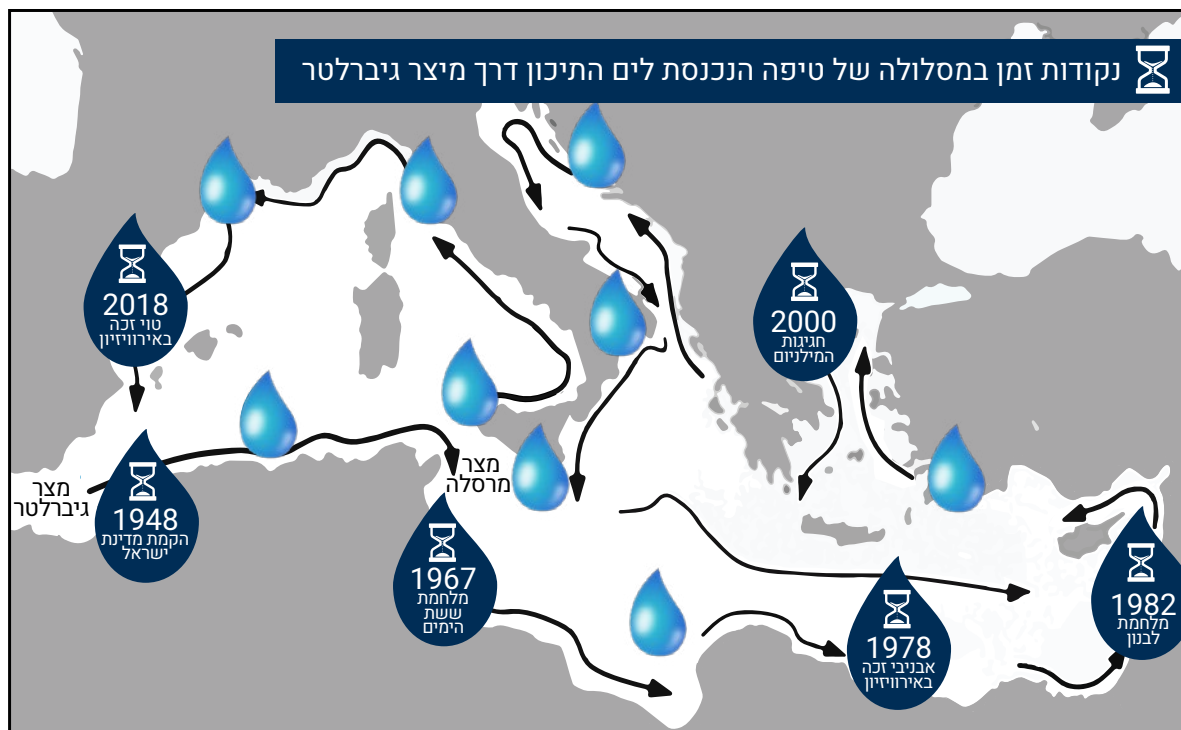 נקודות זמן במסלולה של טיפה הנכנסת לים התיכון דרך מיצר גיברלטר
2018
טוי זכה
באירוויזיון
2000
חגיגות
המילניום
מצר
מרסלה
מצר
גיברלטר
1948
הקמת מדינת
ישראל
1967
מלחמת
ששת
הימים
1978
אבניבי זכה
באירוויזיון
1982
מלחמת
לבנון